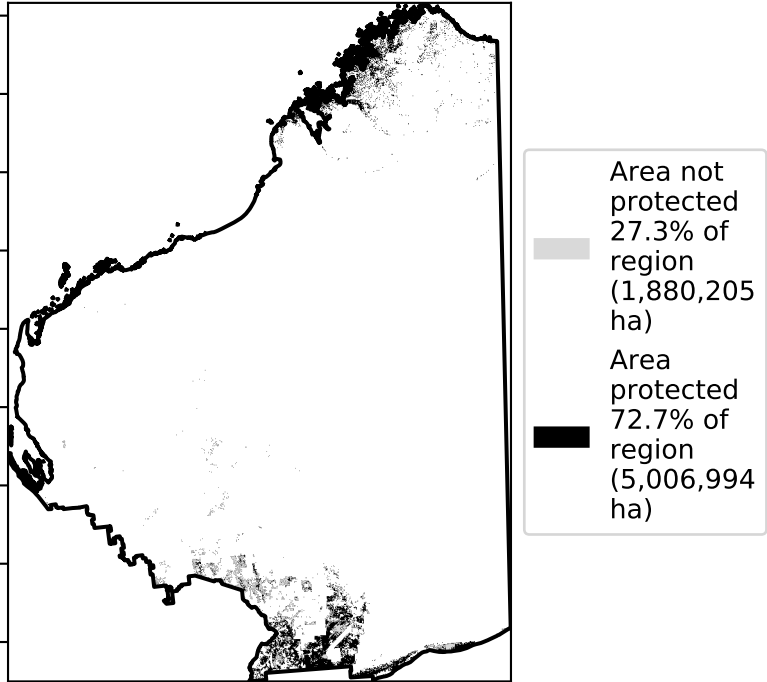 Area not
protected
27.3% of
region
(1,880,205
ha)
Area
protected
72.7% of
region
(5,006,994
ha)